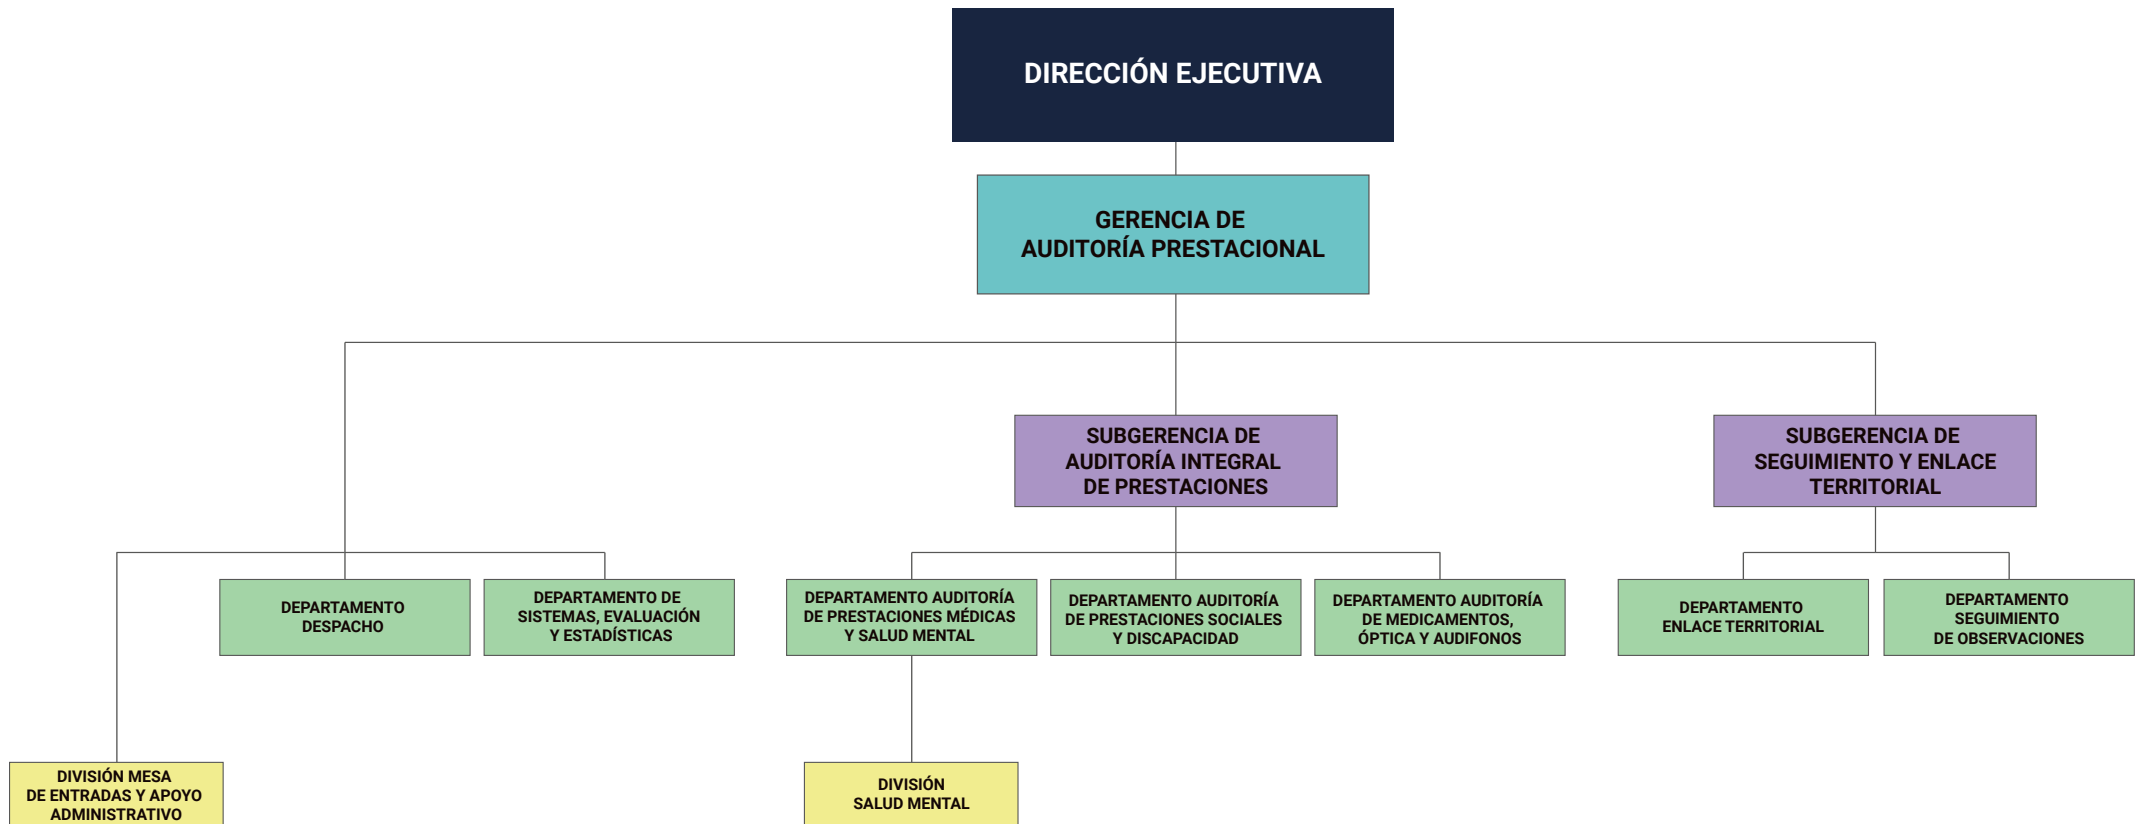 DIRECCIÓN EJECUTIVA
GERENCIA DE
AUDITORÍA PRESTACIONAL
SUBGERENCIA DE
AUDITORÍA INTEGRAL
DE PRESTACIONES
SUBGERENCIA DE
SEGUIMIENTO Y ENLACE
TERRITORIAL
DEPARTAMENTO
DESPACHO
DEPARTAMENTO DE
SISTEMAS, EVALUACIÓN
Y ESTADÍSTICAS
DEPARTAMENTO AUDITORÍA
DE PRESTACIONES MÉDICAS
Y SALUD MENTAL
DEPARTAMENTO AUDITORÍA
DE PRESTACIONES SOCIALES
Y DISCAPACIDAD
DEPARTAMENTO AUDITORÍA
DE MEDICAMENTOS,
ÓPTICA Y AUDIFONOS
DEPARTAMENTO
ENLACE TERRITORIAL
DEPARTAMENTO
SEGUIMIENTO
DE OBSERVACIONES
DIVISIÓN MESA
DE ENTRADAS Y APOYO
ADMINISTRATIVO
DIVISIÓN
SALUD MENTAL